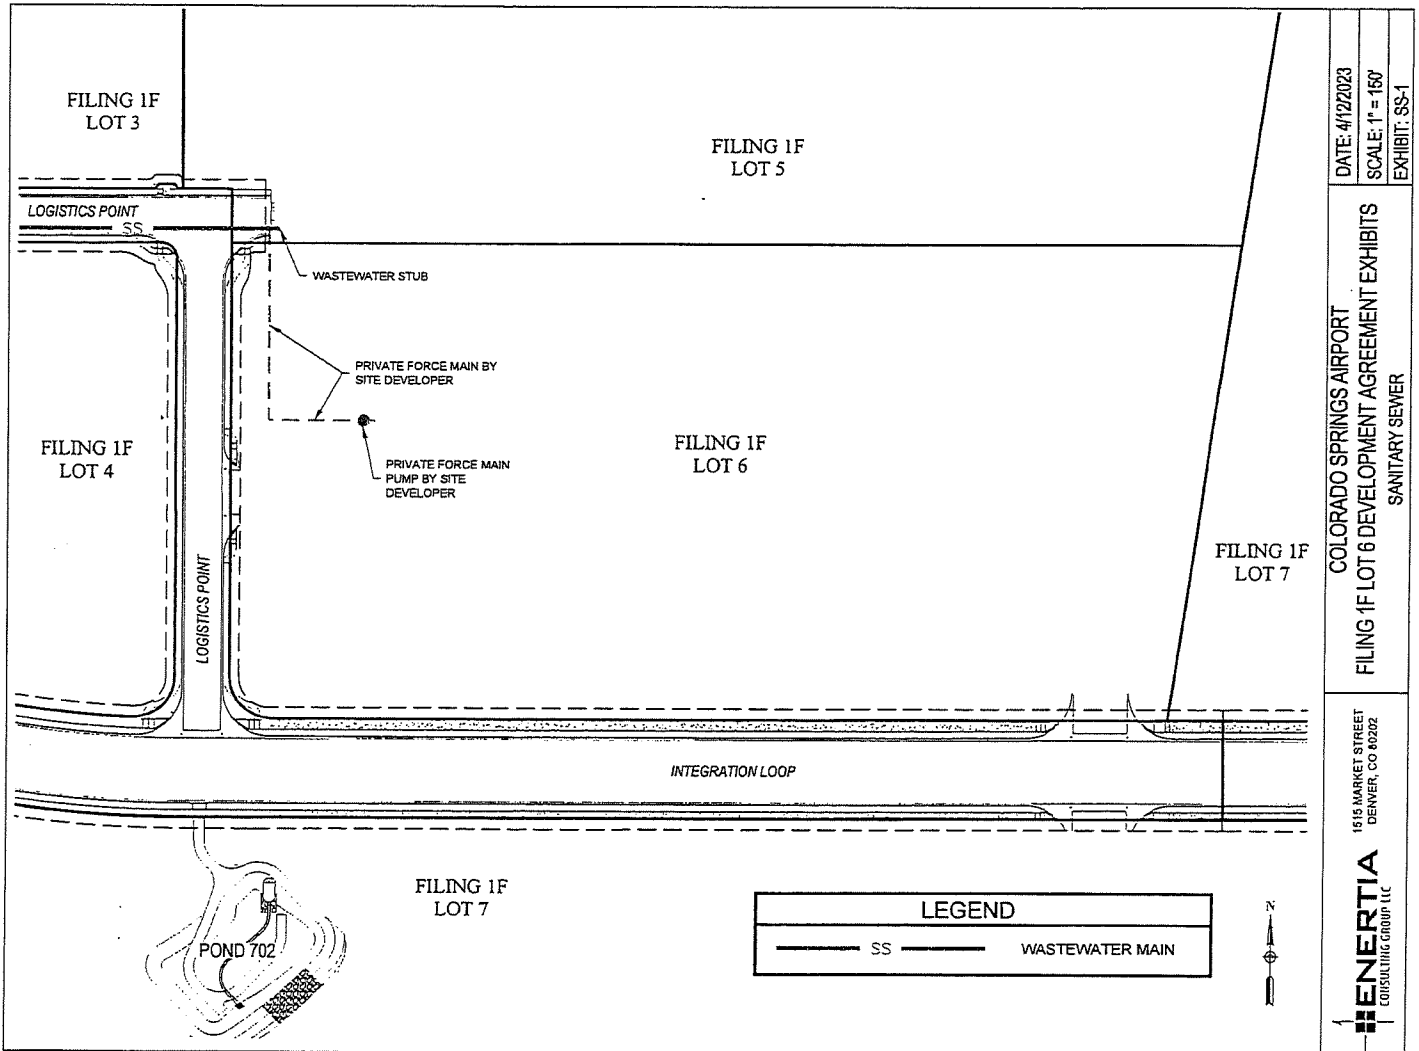 FILING 1F
LOT 3
FILING 1F
LOT 5
LOGISTICS POINT
SS
WASTEWATER STUB
PRIVATE FORCE MAIN BY
SITE DEVELOPER
FILING 1F
LOT 4
FILING 1F
LOT 6
PRIVATE FORCE MAIN
PUMP BY SITE
DEVELOPER
LOGISTICS POINT
FILING 1F
LOT 7
INTEGRATION LOOP
FILING 1F
LOT 7
POND 702
LEGEND
SS WASTEWATER MAIN
N
DATE: 4/12/2023
SCALE: 1" = 150'
EXHIBIT: SS-1
COLORADO SPRINGS AIRPORT
FILING 1F LOT 6 DEVELOPMENT AGREEMENT EXHIBITS
SANITARY SEWER
1515 MARKET STREET
DENVER, CO 80202
ENERTIA
CONSULTING GROUP LLC